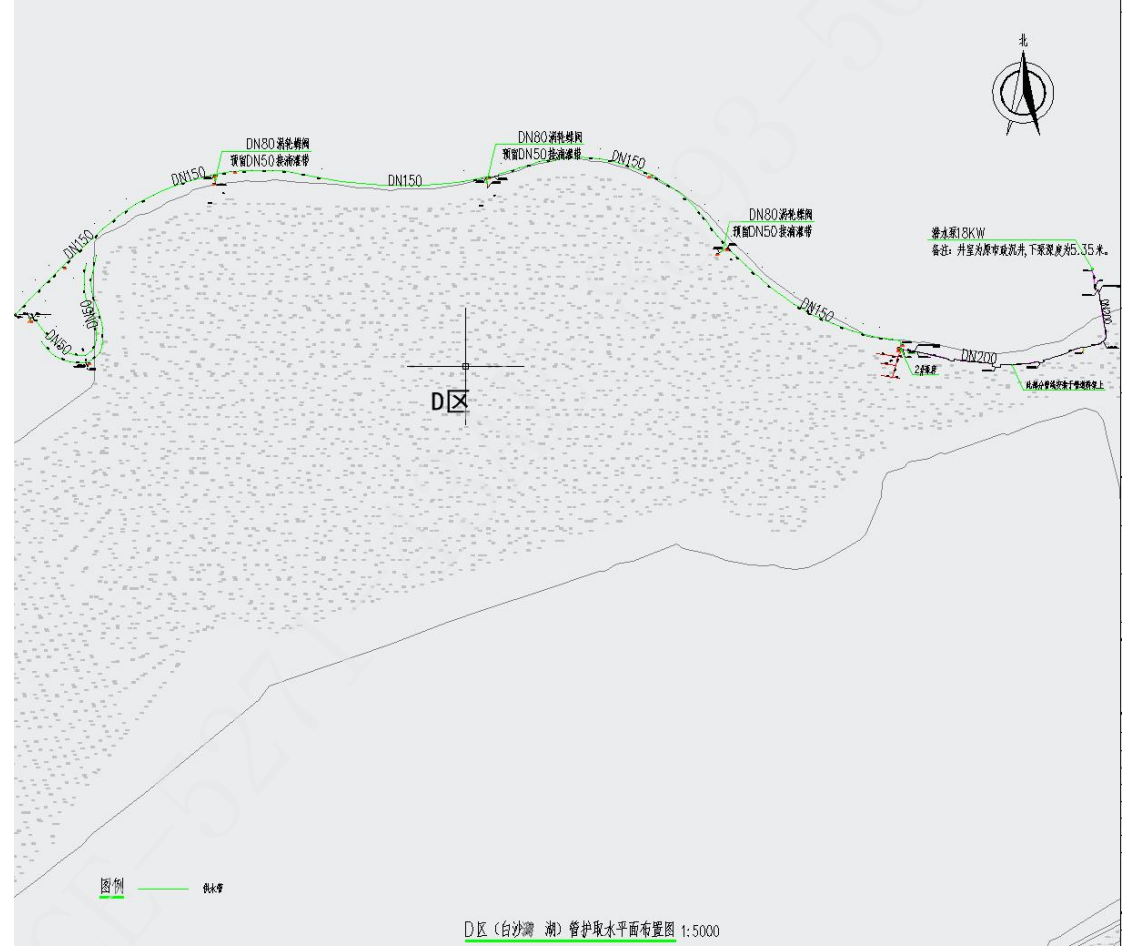 北
DN80涡轮蝶阀
预留DN50接滴灌带
DN80涡轮蝶阀
预留DN50接滴灌带
DN150
DN150
DN150
DN80涡轮蝶阀
预留DN50接滴灌带
潜水泵18KW
备注：井室为原市政沉井,下泵深度为5.35米。
DN150
DN50
DN150
DN200
DN50
DN200
D区
图例
供水管
D区（白沙湖）管护取水平面布置图 1:5000